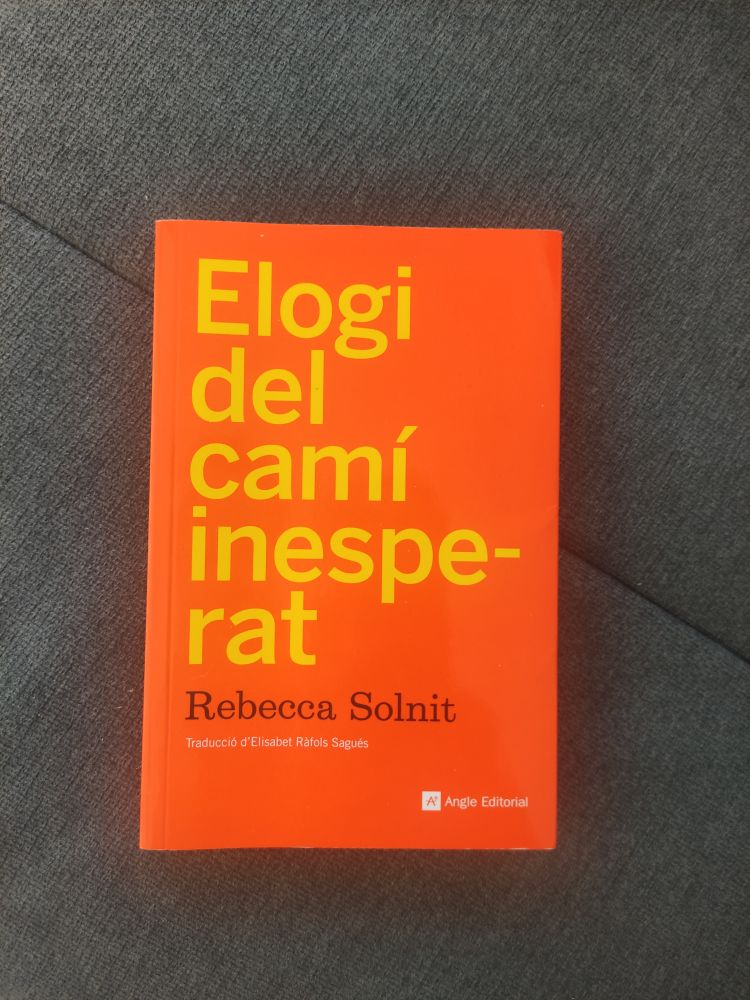 Elogi
del
camí
inespe-
rat
Rebecca Solnit
Traducció d'Elisabet Ràfols Sagués
A* Angle Editorial